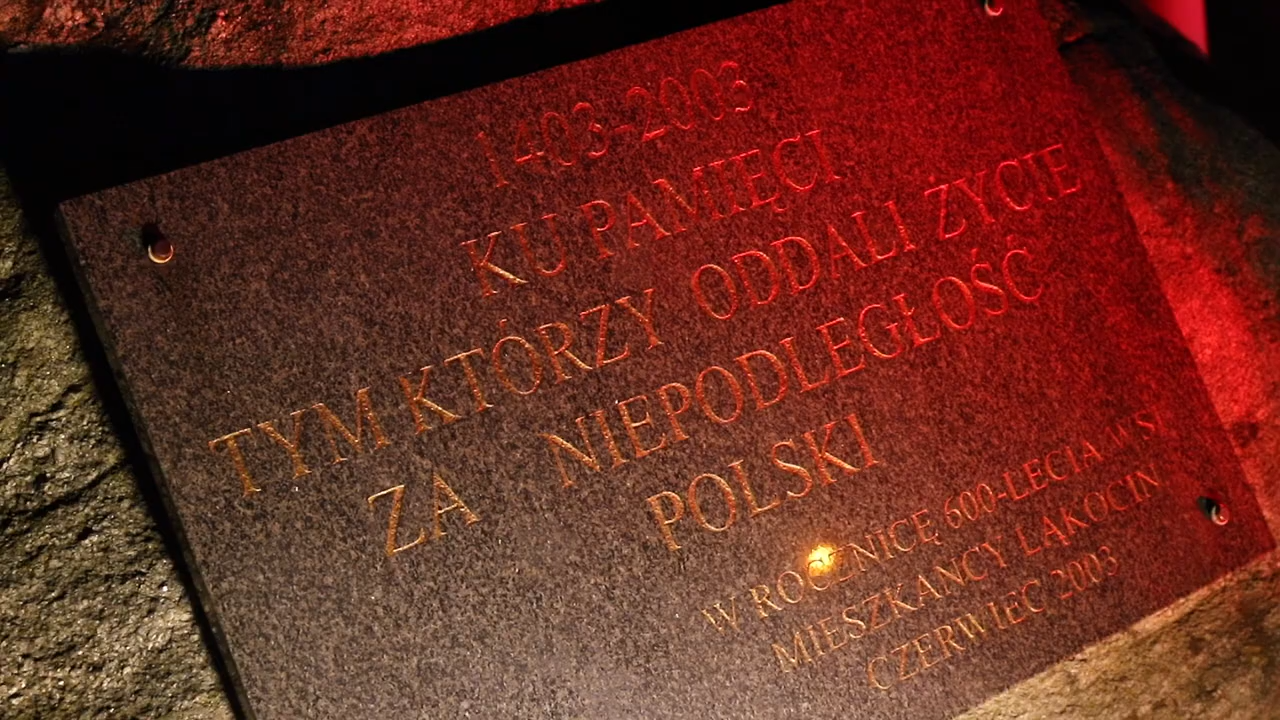 1403-2003
KU PAMIĘCI
TYM KTÓRZY ODDALI ŻYCIE
ZA NIEPODLEGŁOŚĆ
POLSKI
W ROCZNICĘ 600-LECIA WSI
MIESZKAŃCY ŁĄKOCIN
CZERWIEC 2003